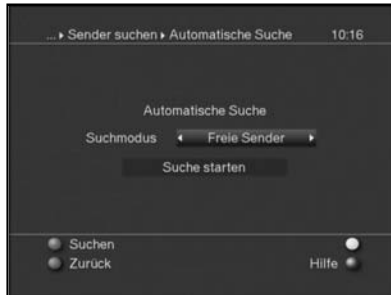 ... ▸ Sender suchen ▸ Automatische Suche 10:16
Automatische Suche
Suchmodus ◂ Freie Sender ▸
Suche starten
Suchen
Zurück Hilfe